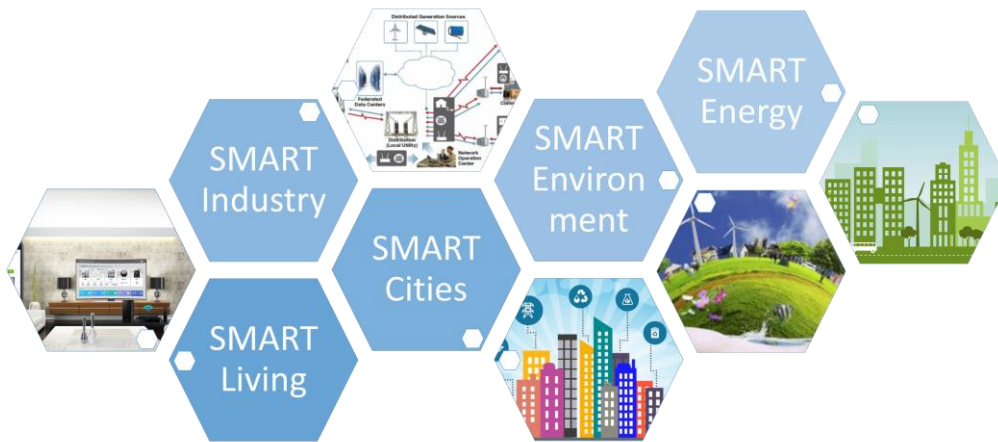 Distributed Generation Sources
Federated
Data Centers
Distribution
(Local Utility)
Network
Operation
Center
SMART
Industry
SMART
Living
SMART
Cities
SMART
Environ
ment
SMART
Energy